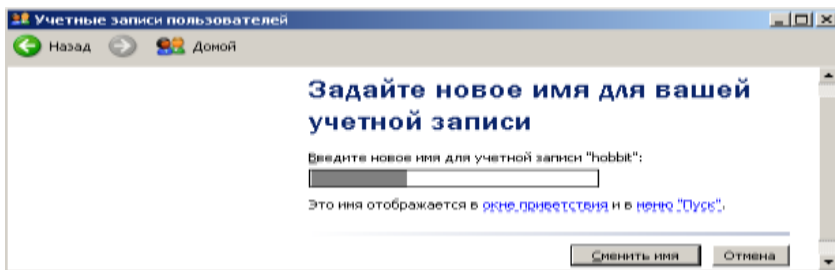 Учетные записи пользователей
Назад Домой
Задайте новое имя для вашей
учетной записи
Введите новое имя для учетной записи "hobbit":
Это имя отображается в окне приветствия и в меню "Пуск".
Сменить имя Отмена